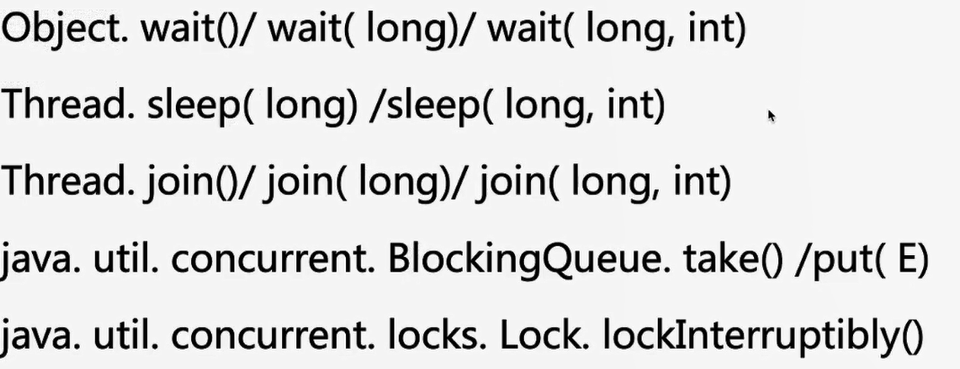 Object. wait()/ wait( long)/ wait( long, int)
Thread. sleep( long) /sleep( long, int)
Thread. join()/ join( long)/ join( long, int)
java. util. concurrent. BlockingQueue. take() /put( E)
java. util. concurrent. locks. Lock. lockInterruptibly()